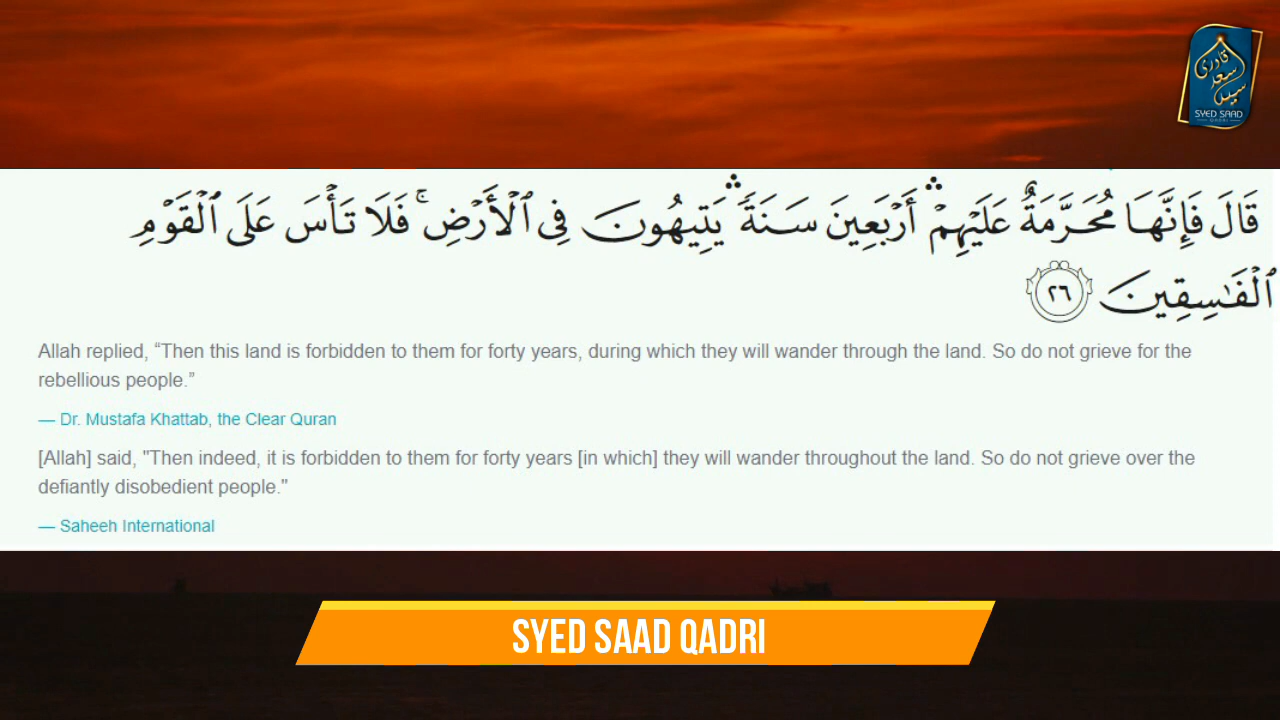 قادری
سعد
سید
SYED SAAD
QADRI
قَالَ فَإِنَّهَا مُحَرَّمَةٌ عَلَيْهِمْ ۛ أَرْبَعِينَ سَنَةً ۛ يَتِيهُونَ فِى ٱلْأَرْضِ ۚ فَلَا تَأْسَ عَلَى ٱلْقَوْمِ
ٱلْفَـٰسِقِينَ ٢٦
Allah replied, “Then this land is forbidden to them for forty years, during which they will wander through the land. So do not grieve for the
rebellious people.”
— Dr. Mustafa Khattab, the Clear Quran
[Allah] said, "Then indeed, it is forbidden to them for forty years [in which] they will wander throughout the land. So do not grieve over the
defiantly disobedient people."
— Saheeh International
SYED SAAD QADRI